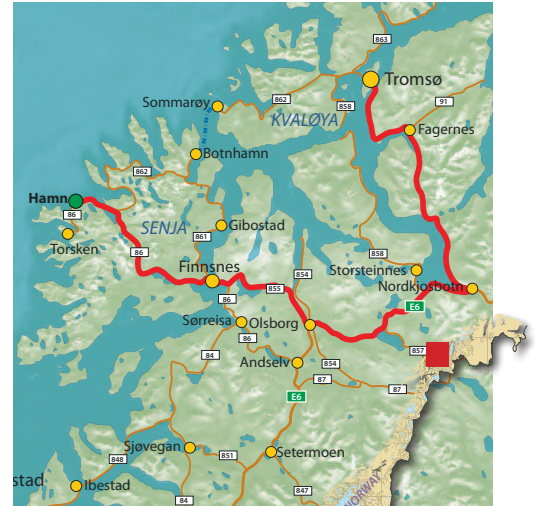 863
Tromsø
862
91
Sommarøy
858
KVALØYA
Fagernes
Botnhamn
862
Hamn
86
SENJA
Gibostad
861
Torsken
86
858
Finnsnes
854
Storsteinnes
855
Nordkjosbotn
86
E6
Sørreisa
Olsborg
86
857
84
854
Andselv
87
87
E6
Sjøvegan
851
Setermoen
848
stad
Ibestad
847
84
NORWAY